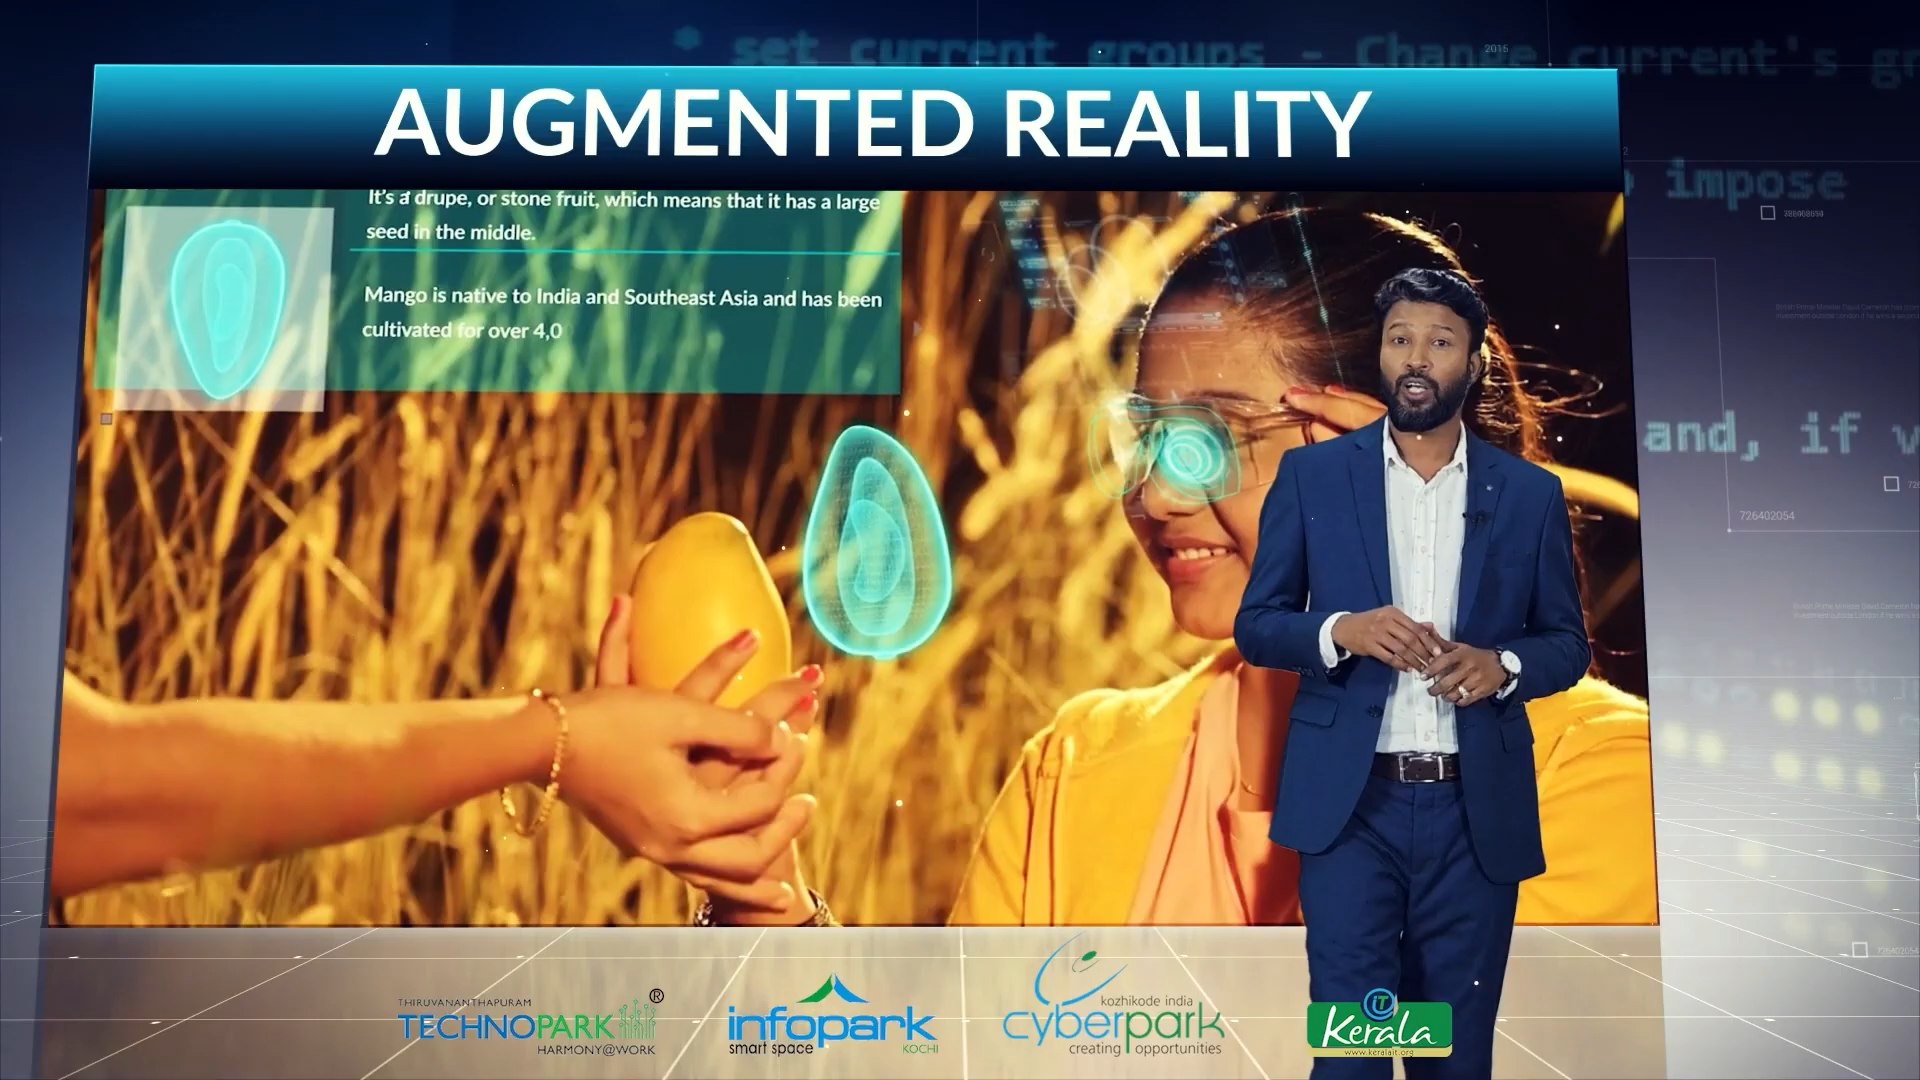 * set current groups - Change current's gr
2015
AUGMENTED REALITY
impose
It's a drupe, or stone fruit, which means that it has a large
seed in the middle.
Mango is native to India and Southeast Asia and has been
cultivated for over 4,0
and, if
726402054
THIRUVANANTHAPURAM
TECHNOPARK®
HARMONY@WORK
infopark
smart space KOCHI
kozhikode india
cyberpark
creating opportunities
iT
Kerala
www.keralait.org